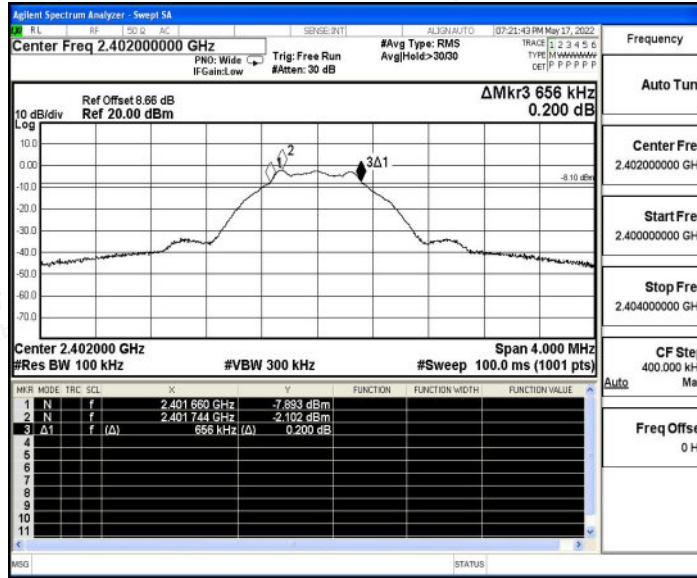 Agilent Spectrum Analyzer - Swept SA
RL RF 50 Ω AC SENSE:INT ALIGNAUTO 07:21:43 PM May 17, 2022
Center Freq 2.402000000 GHz
PNO: Wide
IFGain:Low
Trig: Free Run
#Atten: 30 dB
#Avg Type: RMS
Avg|Hold:>30/30
TRACE 1 2 3 4 5 6
TYPE MWWWWW
DET P P P P P P
ΔMkr3 656 kHz
0.200 dB
Ref Offset 8.66 dB
10 dB/div Ref 20.00 dBm
Log
10.0
0.00
-10.0
-20.0
-30.0
-40.0
-50.0
-60.0
-70.0
1
2
3Δ1
-8.10 dBm
Center 2.402000 GHz Span 4.000 MHz
#Res BW 100 kHz #VBW 300 kHz #Sweep 100.0 ms (1001 pts)
MKR MODE TRC SCL X Y FUNCTION FUNCTION WIDTH FUNCTION VALUE
1 N f 2.401 660 GHz -7.893 dBm
2 N f 2.401 744 GHz -2.102 dBm
3 Δ1 f (Δ) 656 kHz (Δ) 0.200 dB
4
5
6
7
8
9
10
11
MSG STATUS
Frequency
Auto Tun
Center Fre
2.402000000 GH
Start Fre
2.400000000 GH
Stop Fre
2.404000000 GH
CF Ste
400.000 kH
Auto Ma
Freq Offse
0 H